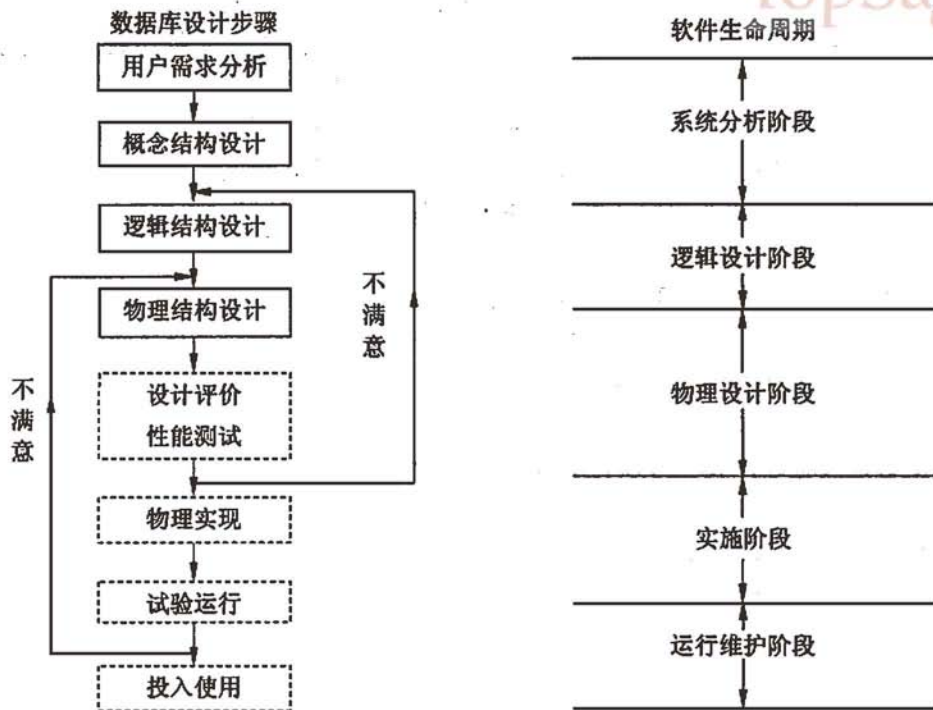 数据库设计步骤
用户需求分析
概念结构设计
逻辑结构设计
物理结构设计
设计评价
性能测试
物理实现
试验运行
投入使用
不满意
不满意
软件生命周期
系统分析阶段
逻辑设计阶段
物理设计阶段
实施阶段
运行维护阶段